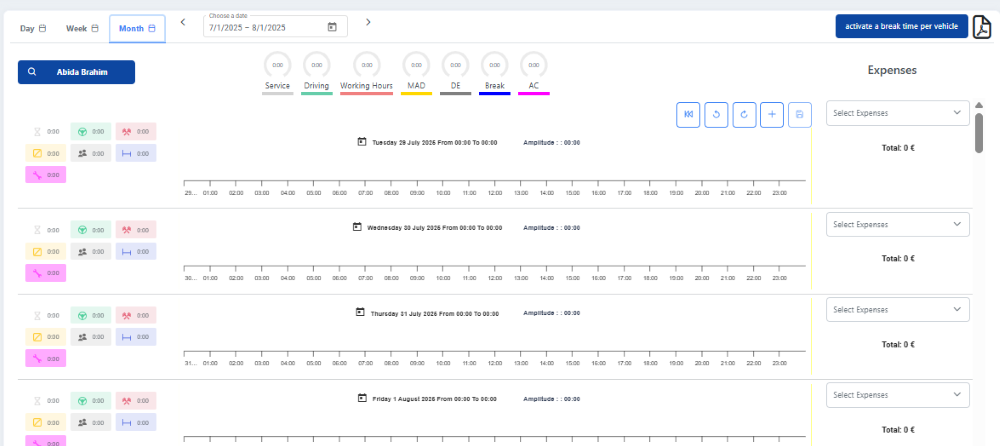 Day
Week
Month
Choose a date
7/1/2025 – 8/1/2025
activate a break time per vehicle
Abida Brahim
0:00 0:00 0:00 0:00 0:00 0:00 0:00
Service Driving Working Hours MAD DE Break AC
Expenses
Select Expenses
Total: 0 €
0:00 0:00 0:00
0:00 0:00 0:00
0:00
Tuesday 29 July 2025 From 00:00 To 00:00 Amplitude : : 00:00
29... 01:00 02:00 03:00 04:00 05:00 06:00 07:00 08:00 09:00 10:00 11:00 12:00 13:00 14:00 15:00 16:00 17:00 18:00 19:00 20:00 21:00 22:00 23:00
0:00 0:00 0:00
0:00 0:00 0:00
0:00
Wednesday 30 July 2025 From 00:00 To 00:00 Amplitude : : 00:00
30... 01:00 02:00 03:00 04:00 05:00 06:00 07:00 08:00 09:00 10:00 11:00 12:00 13:00 14:00 15:00 16:00 17:00 18:00 19:00 20:00 21:00 22:00 23:00
Select Expenses
Total: 0 €
0:00 0:00 0:00
0:00 0:00 0:00
0:00
Thursday 31 July 2025 From 00:00 To 00:00 Amplitude : : 00:00
31... 01:00 02:00 03:00 04:00 05:00 06:00 07:00 08:00 09:00 10:00 11:00 12:00 13:00 14:00 15:00 16:00 17:00 18:00 19:00 20:00 21:00 22:00 23:00
Select Expenses
Total: 0 €
0:00 0:00 0:00
0:00 0:00 0:00
0:00
Friday 1 August 2025 From 00:00 To 00:00 Amplitude : : 00:00
Select Expenses
Total: 0 €